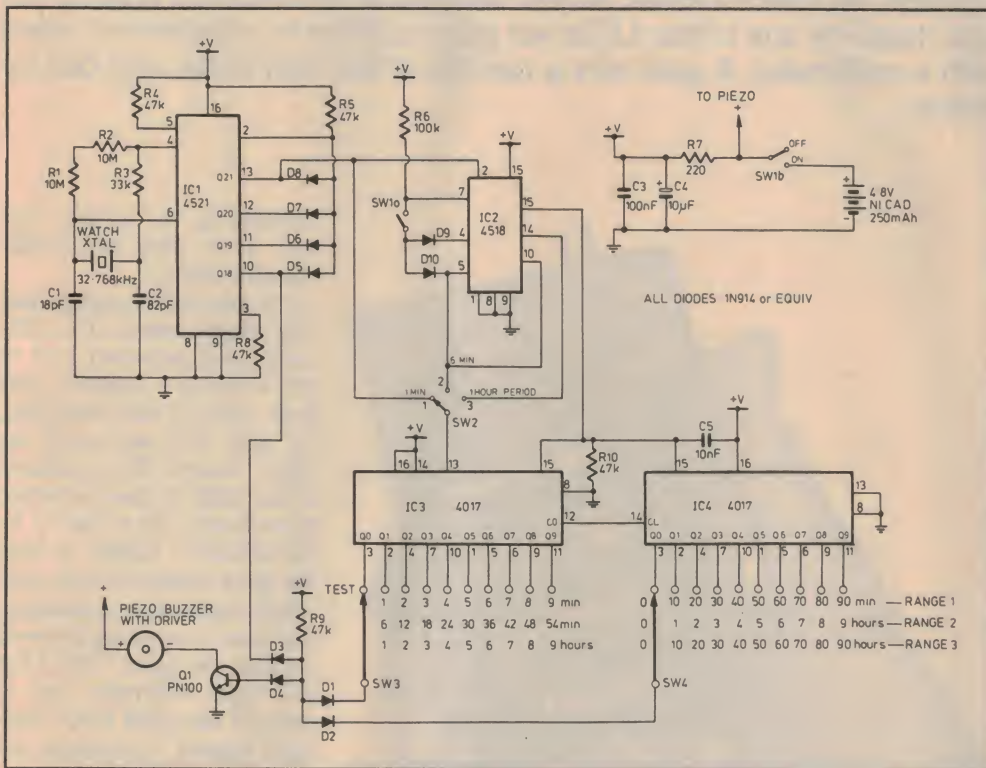 +V
R4
47k
16
R5
47k
5
4
2
R2
10M
R1
10M
R3
33k
IC1
4521
13
Q21
D8
12
Q20
D7
11
Q19
D6
10
Q18
D5
6
WATCH
XTAL
32·768kHz
C1
18pF
C2
82pF
3
R8
47k
8
9
+V
R6
100k
SW1a
+V
2
15
7
IC2
4518
15
14
10
D9
4
D10
5
1
8
9
6 MIN
2
1 MIN
1
1 HOUR PERIOD
3
SW2
TO PIEZO
+
R7
220
OFF
ON
SW1b
C3
100nF
+
C4
10μF
+
4·8V
NI CAD
250mAh
-
ALL DIODES 1N914 or EQUIV
+V
16
14
13
15
IC3
4017
8
CO
12
R10
47k
C5
10nF
+V
15
16
IC4
4017
14
CL
13
8
Q0 Q1 Q2 Q3 Q4 Q5 Q6 Q7 Q8 Q9
3 2 4 7 10 1 5 6 9 11
Q0 Q1 Q2 Q3 Q4 Q5 Q6 Q7 Q8 Q9
3 2 4 7 10 1 5 6 9 11
TEST 1 2 3 4 5 6 7 8 9 min
0 10 20 30 40 50 60 70 80 90 min — RANGE 1
6 12 18 24 30 36 42 48 54 min
0 1 2 3 4 5 6 7 8 9 hours — RANGE 2
1 2 3 4 5 6 7 8 9 hours
0 10 20 30 40 50 60 70 80 90 hours — RANGE 3
SW3
SW4
+V
R9
47k
D3
D4
D1
D2
PIEZO BUZZER
WITH DRIVER
+
-
Q1
PN100